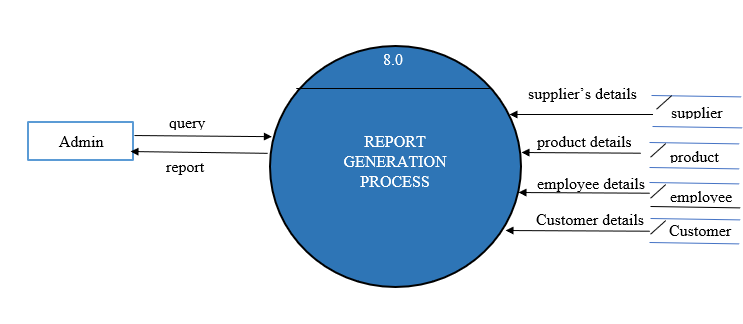 8.0
supplier's details
supplier
query
Admin
REPORT
GENERATION
PROCESS
product details
product
report
employee details
employee
Customer details
Customer